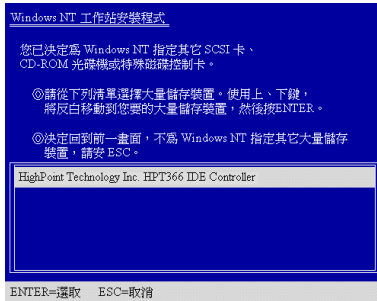 Windows NT 工作站安裝程式
您已決定為 Windows NT 指定其它 SCSI 卡、
CD-ROM 光碟機或特殊磁碟控制卡。
◎請從下列清單選擇大量儲存裝置。使用上、下鍵，
將反白移動到您要的大量儲存裝置，然後按ENTER。
◎決定回到前一畫面，不為 Windows NT 指定其它大量儲存
裝置，請安 ESC。
HighPoint Technology Inc. HPT366 IDE Controller
ENTER=選取 ESC=取消